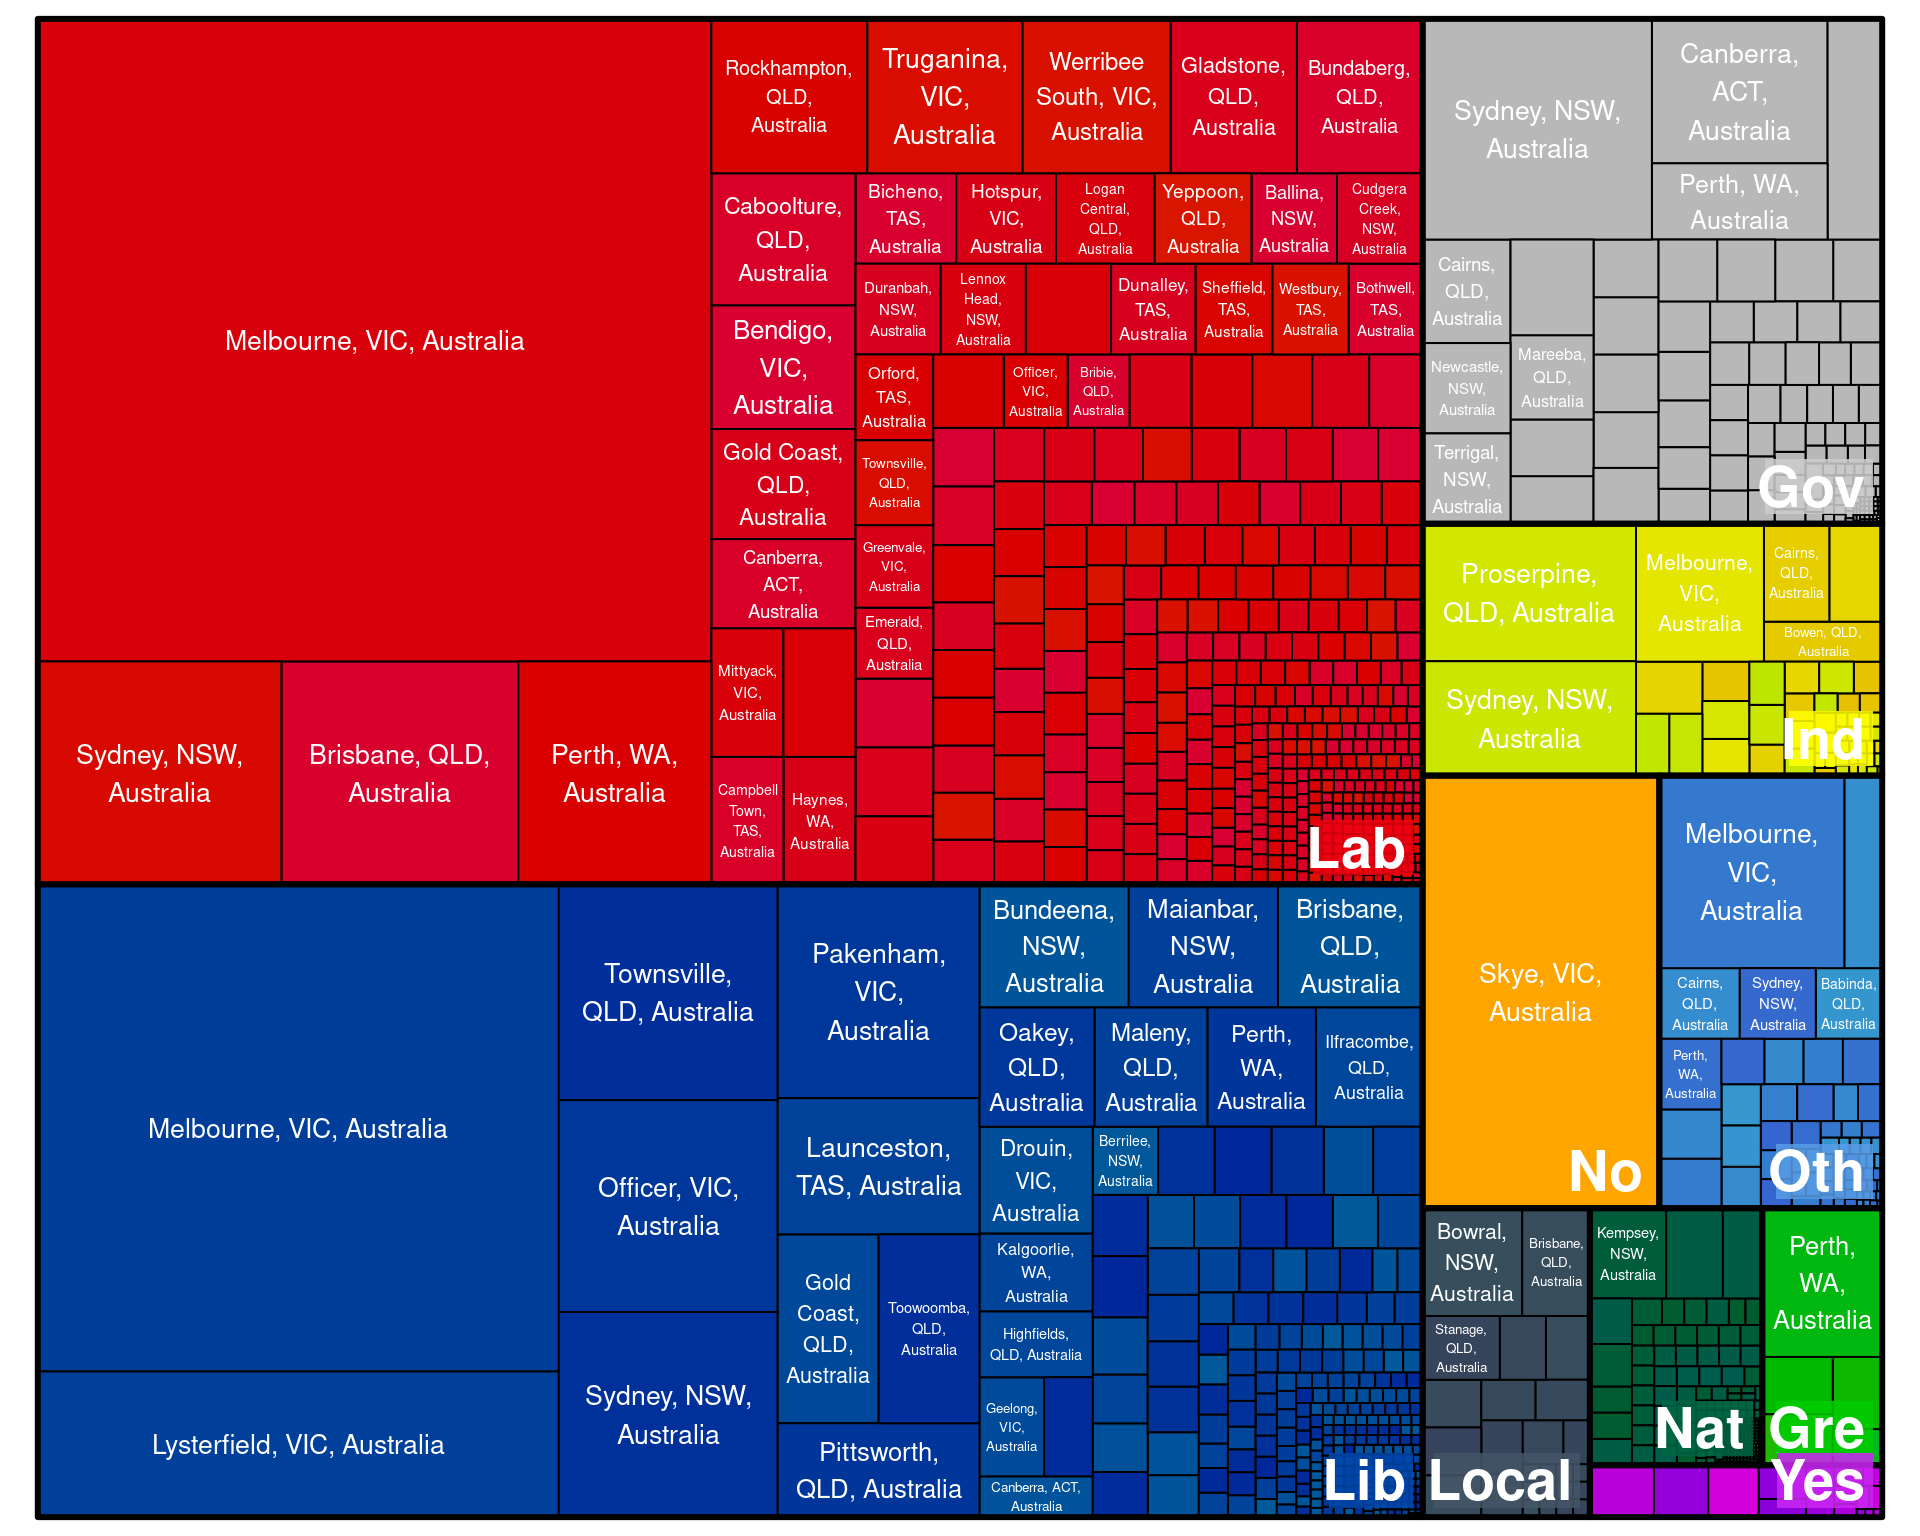 Melbourne, VIC, Australia
Sydney, NSW,
Australia
Brisbane, QLD,
Australia
Perth, WA,
Australia
Rockhampton,
QLD,
Australia
Truganina,
VIC,
Australia
Werribee
South, VIC,
Australia
Gladstone,
QLD,
Australia
Bundaberg,
QLD,
Australia
Caboolture,
QLD,
Australia
Bendigo,
VIC,
Australia
Gold Coast,
QLD,
Australia
Canberra,
ACT,
Australia
Mittyack,
VIC,
Australia
Campbell
Town,
TAS,
Australia
Haynes,
WA,
Australia
Bicheno,
TAS,
Australia
Hotspur,
VIC,
Australia
Logan
Central,
QLD,
Australia
Yeppoon,
QLD,
Australia
Ballina,
NSW,
Australia
Cudgera
Creek,
NSW,
Australia
Duranbah,
NSW,
Australia
Lennox
Head,
NSW,
Australia
Dunalley,
TAS,
Australia
Sheffield,
TAS,
Australia
Westbury,
TAS,
Australia
Bothwell,
TAS,
Australia
Orford,
TAS,
Australia
Officer,
VIC,
Australia
Bribie,
QLD,
Australia
Townsville,
QLD,
Australia
Greenvale,
VIC,
Australia
Emerald,
QLD,
Australia
Lab
Melbourne, VIC, Australia
Lysterfield, VIC, Australia
Townsville,
QLD, Australia
Officer, VIC,
Australia
Sydney, NSW,
Australia
Pakenham,
VIC,
Australia
Launceston,
TAS, Australia
Gold
Coast,
QLD,
Australia
Toowoomba,
QLD,
Australia
Pittsworth,
QLD, Australia
Bundeena,
NSW,
Australia
Maianbar,
NSW,
Australia
Brisbane,
QLD,
Australia
Oakey,
QLD,
Australia
Maleny,
QLD,
Australia
Perth,
WA,
Australia
Ilfracombe,
QLD,
Australia
Drouin,
VIC,
Australia
Berrilee,
NSW,
Australia
Kalgoorlie,
WA,
Australia
Highfields,
QLD, Australia
Geelong,
VIC,
Australia
Canberra, ACT,
Australia
Lib
Sydney, NSW,
Australia
Canberra,
ACT,
Australia
Perth, WA,
Australia
Cairns,
QLD,
Australia
Newcastle,
NSW,
Australia
Mareeba,
QLD,
Australia
Terrigal,
NSW,
Australia
Gov
Proserpine,
QLD, Australia
Melbourne,
VIC,
Australia
Cairns,
QLD,
Australia
Bowen, QLD,
Australia
Sydney, NSW,
Australia
Ind
Skye, VIC,
Australia
No
Melbourne,
VIC,
Australia
Cairns,
QLD,
Australia
Sydney,
NSW,
Australia
Babinda,
QLD,
Australia
Perth,
WA,
Australia
Oth
Bowral,
NSW,
Australia
Brisbane,
QLD,
Australia
Stanage,
QLD,
Australia
Local
Kempsey,
NSW,
Australia
Nat
Perth,
WA,
Australia
Gre
Yes